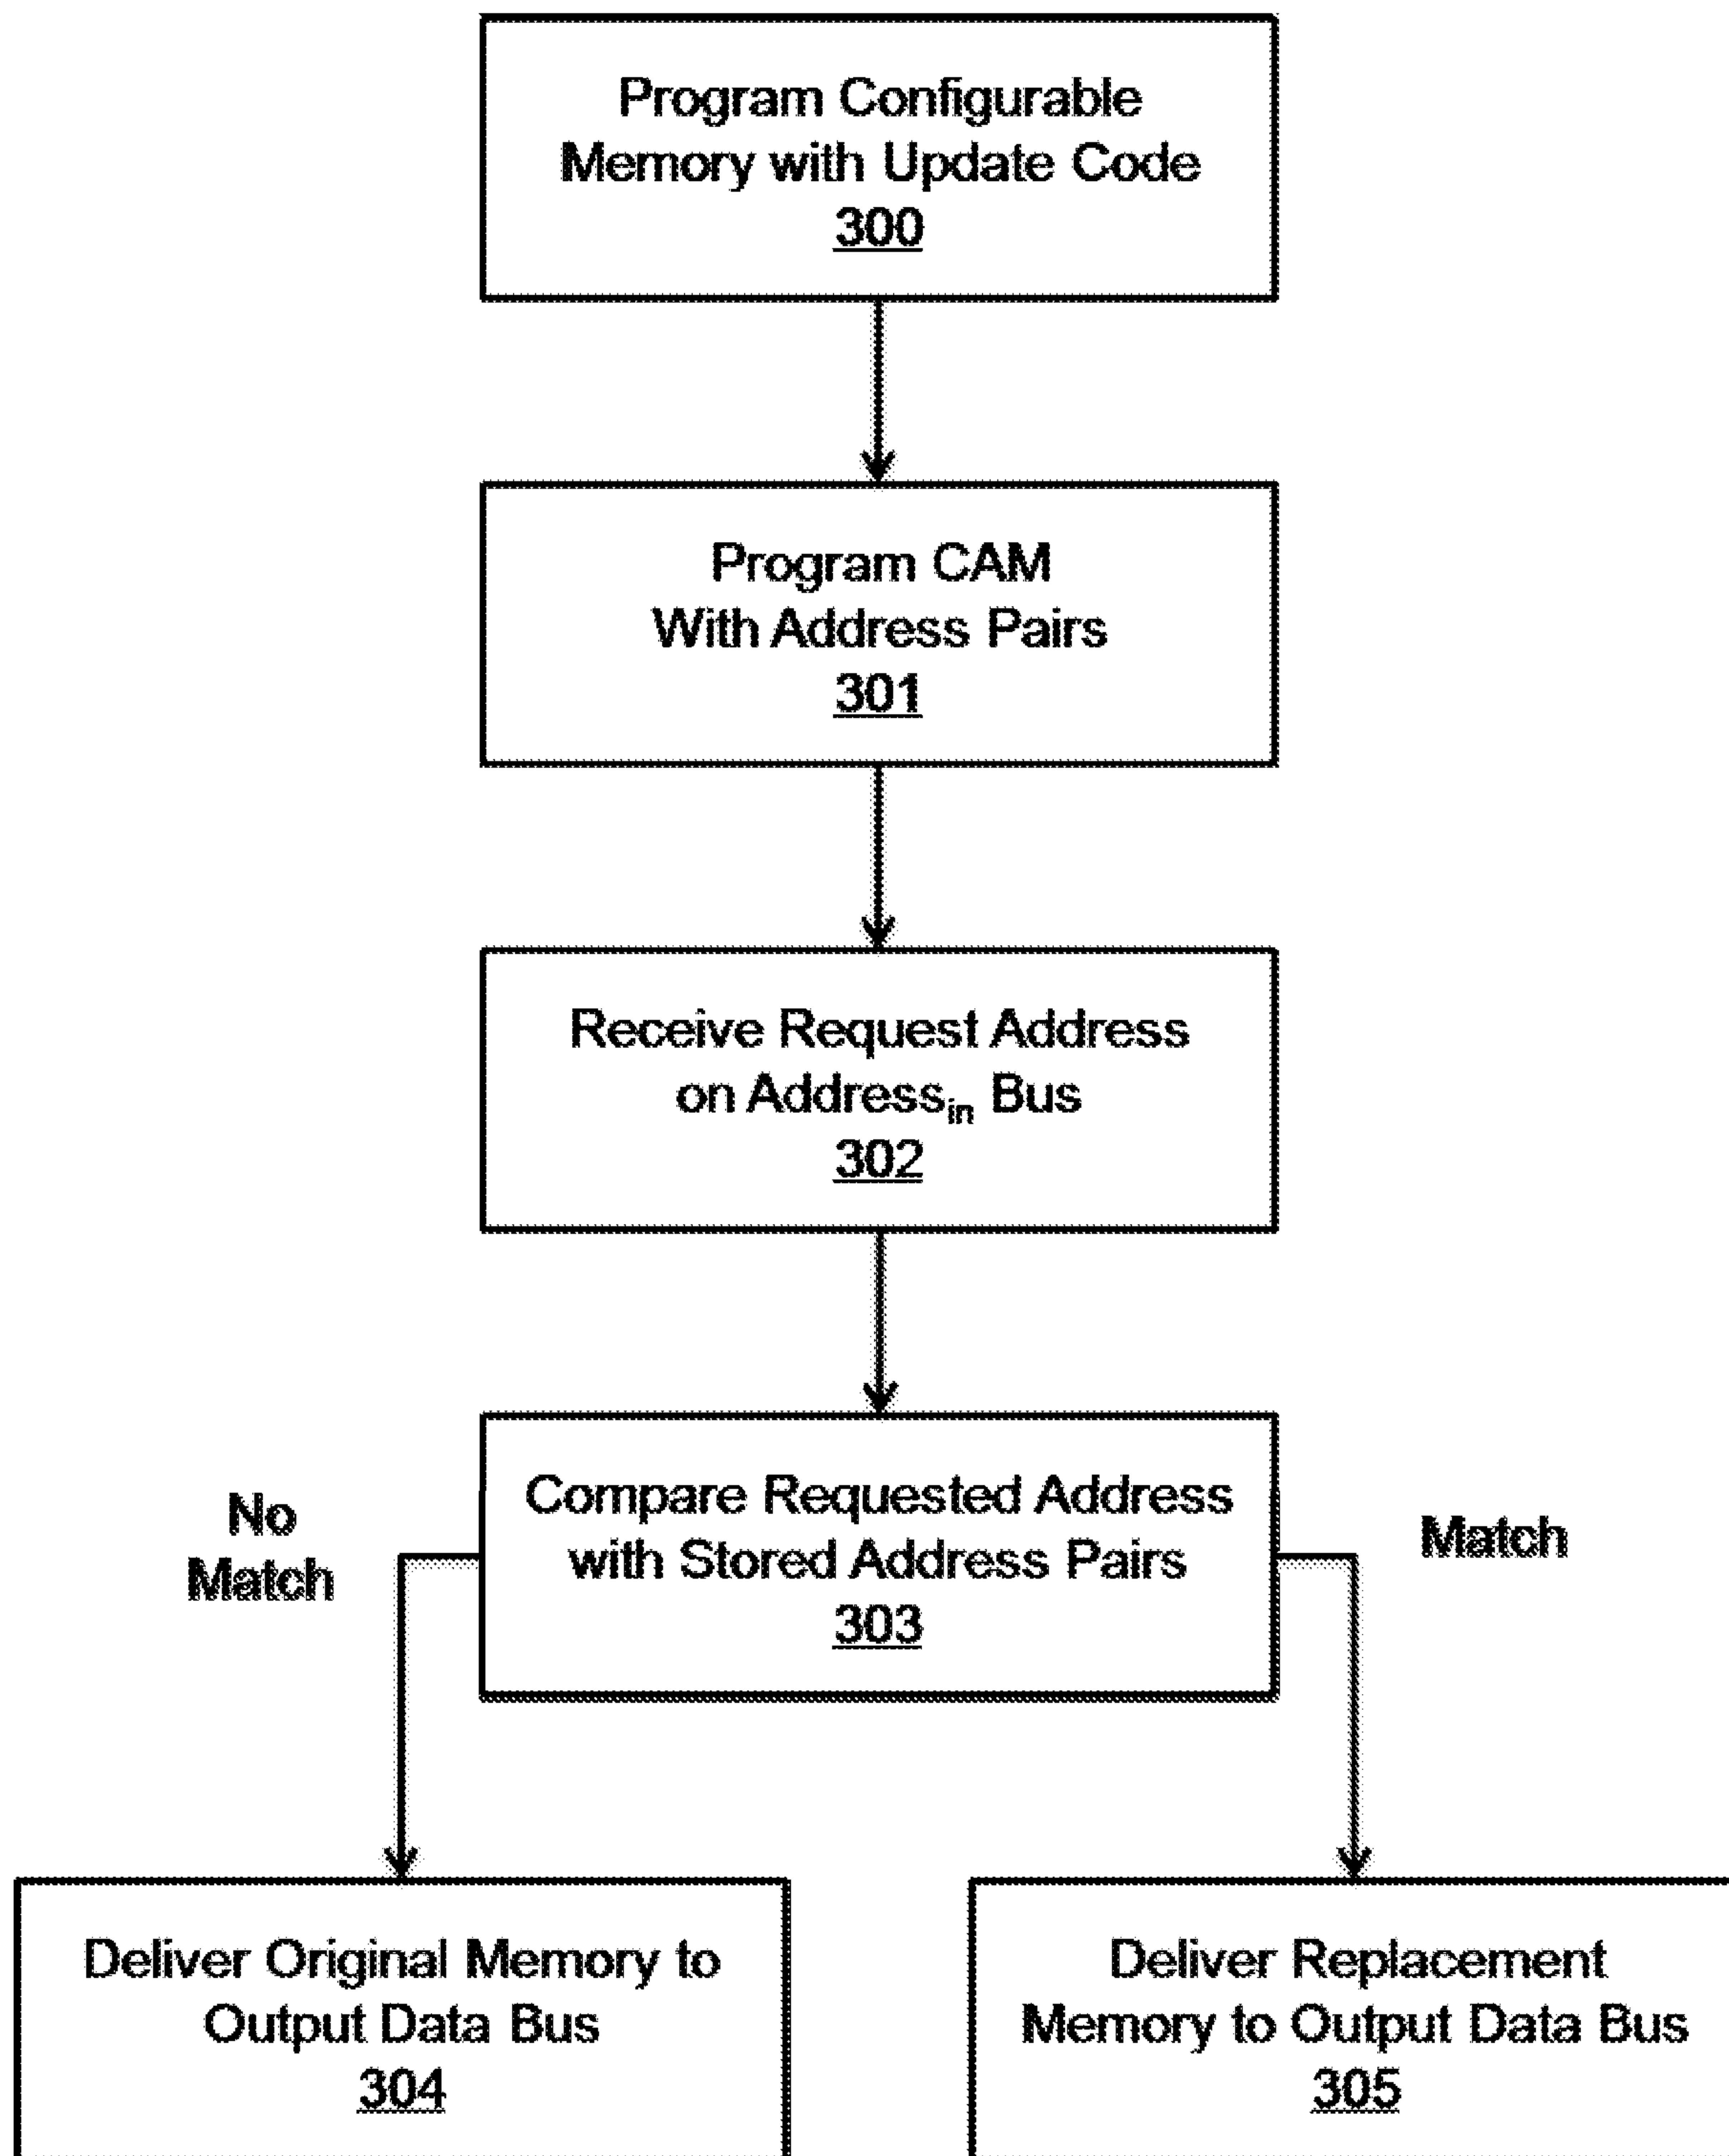 Program Configurable
Memory with Update Code
300
Program CAM
With Address Pairs
301
Receive Request Address
on Addressin Bus
302
Compare Requested Address
with Stored Address Pairs
303
No
Match
Match
Deliver Original Memory to
Output Data Bus
304
Deliver Replacement
Memory to Output Data Bus
305